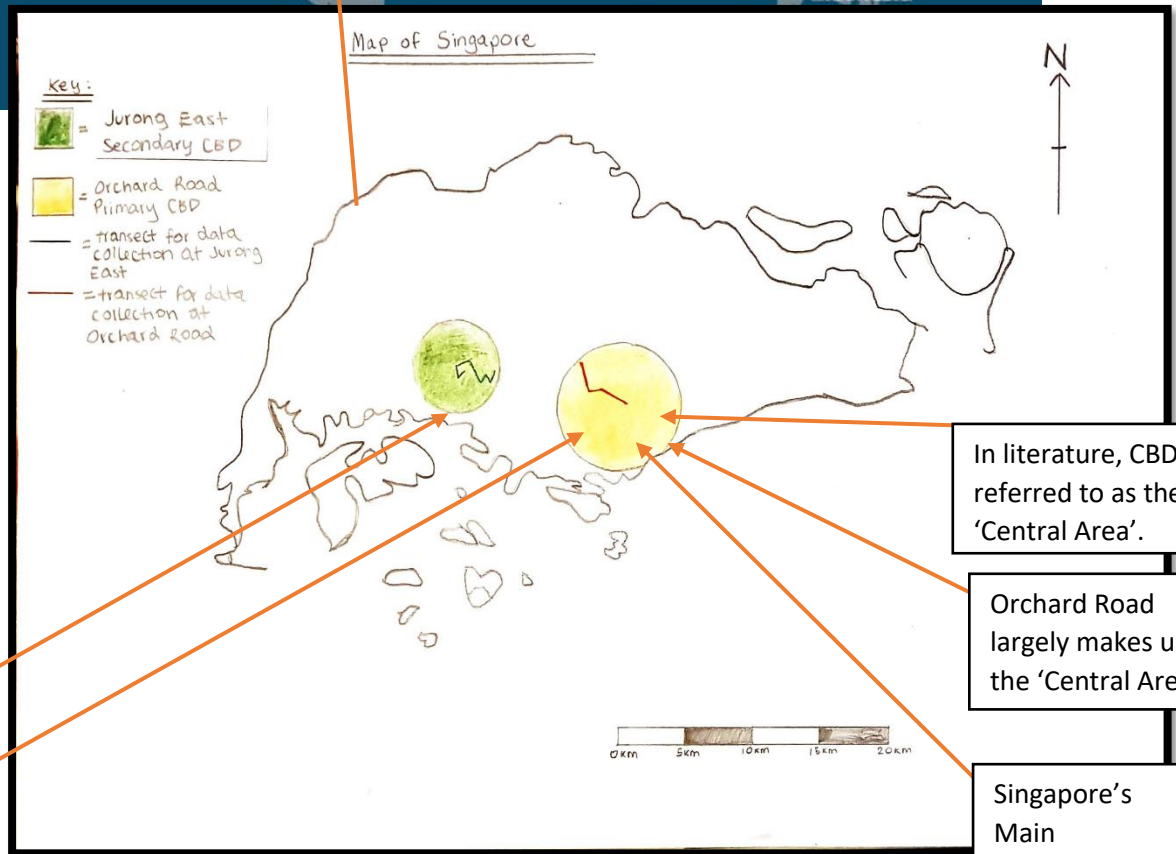 Map of Singapore
N
Key:
= Jurong East
Secondary CBD
= Orchard Road
Primary CBD
= transect for data
collection at Jurong
East
= transect for data
collection at
Orchard Road
In literature, CBD
referred to as the
'Central Area'.
Orchard Road
largely makes u
the 'Central Are
0km 5km 10km 15km 20km
Singapore's
Main